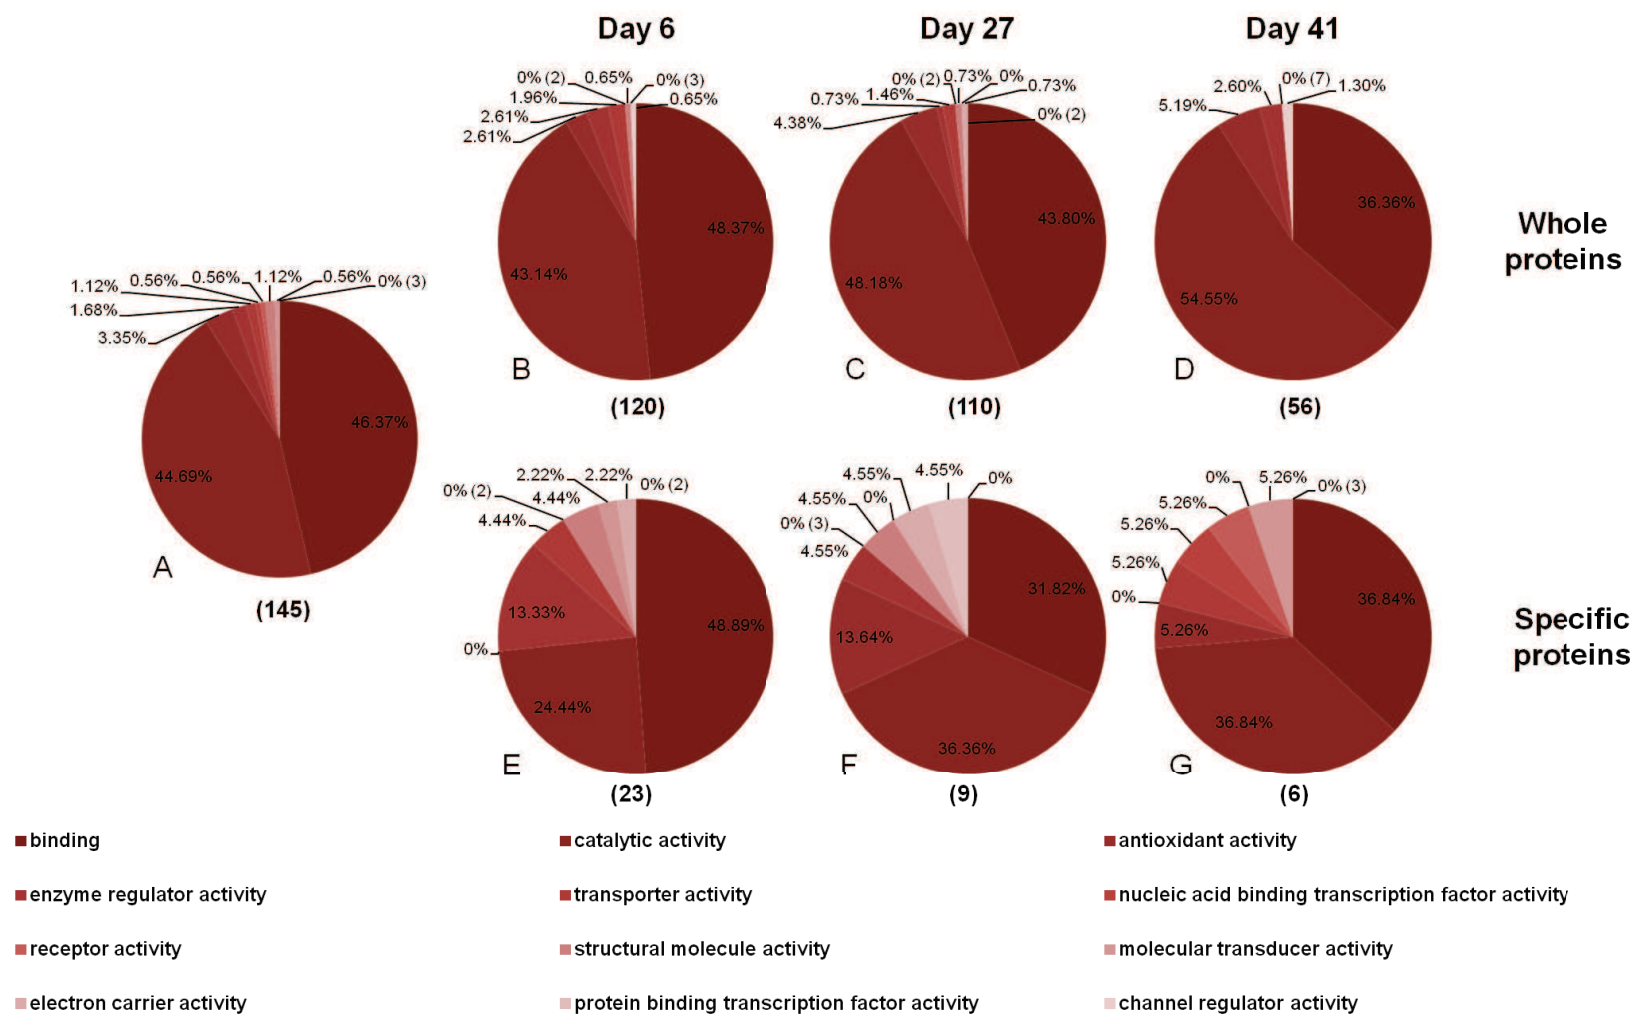 Day 6
Day 27
Day 41
0% (2)
0.65%
0% (3)
1.96%
0.65%
2.61%
2.61%
48.37%
43.14%
B
(120)
0% (2)
0.73%
0%
0.73%
1.46%
0.73%
4.38%
0% (2)
43.80%
48.18%
C
(110)
2.60%
0% (7)
1.30%
5.19%
36.36%
54.55%
D
(56)
Whole
proteins
1.12%
0.56%
0.56%
1.12%
0.56%
0% (3)
1.68%
3.35%
46.37%
44.69%
A
(145)
2.22%
2.22%
0% (2)
0% (2)
4.44%
4.44%
13.33%
48.89%
0%
24.44%
E
(23)
4.55%
4.55%
0%
4.55%
0%
0% (3)
4.55%
31.82%
13.64%
36.36%
F
(9)
0%
5.26%
0% (3)
5.26%
5.26%
5.26%
0%
5.26%
36.84%
36.84%
G
(6)
Specific
proteins
binding
catalytic activity
antioxidant activity
enzyme regulator activity
transporter activity
nucleic acid binding transcription factor activity
receptor activity
structural molecule activity
molecular transducer activity
electron carrier activity
protein binding transcription factor activity
channel regulator activity